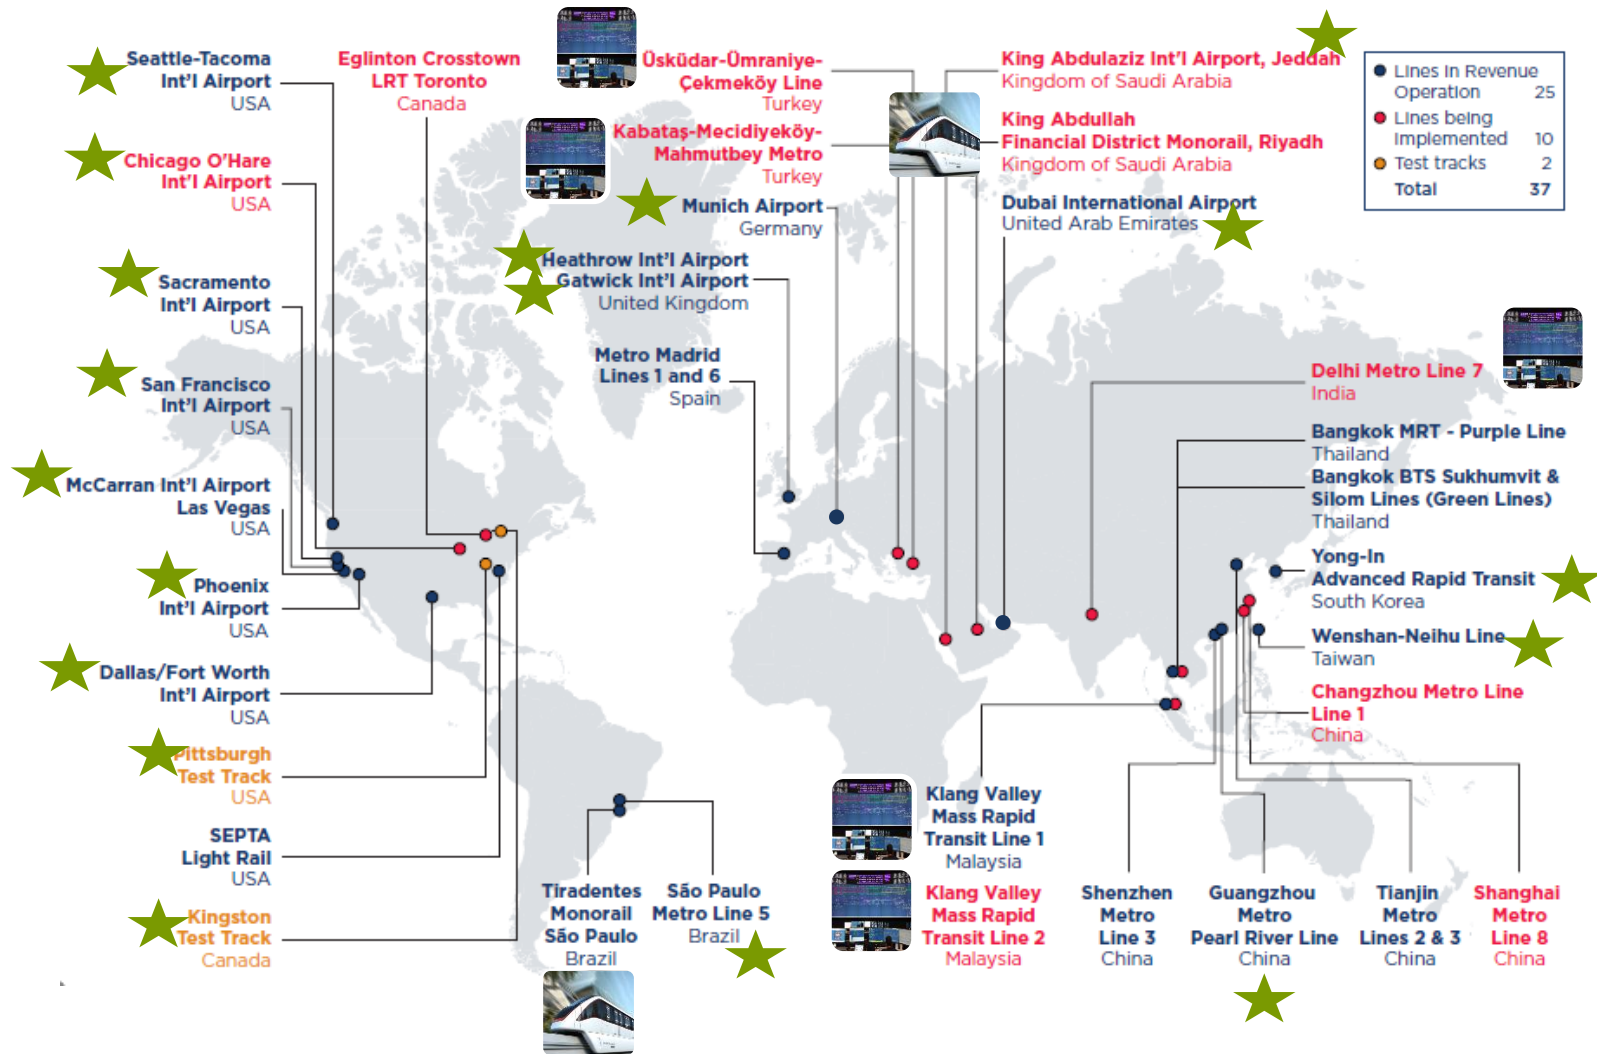 Seattle-Tacoma
Int'l Airport
USA
Chicago O'Hare
Int'l Airport
USA
Sacramento
Int'l Airport
USA
San Francisco
Int'l Airport
USA
McCarran Int'l Airport
Las Vegas
USA
Phoenix
Int'l Airport
USA
Dallas/Fort Worth
Int'l Airport
USA
Pittsburgh
Test Track
USA
SEPTA
Light Rail
USA
Kingston
Test Track
Canada
Eglinton Crosstown
LRT Toronto
Canada
Üsküdar-Ümraniye-
Çekmeköy Line
Turkey
Kabataş-Mecidiyeköy-
Mahmutbey Metro
Turkey
Munich Airport
Germany
Heathrow Int'l Airport
Gatwick Int'l Airport
United Kingdom
Metro Madrid
Lines 1 and 6
Spain
King Abdulaziz Int'l Airport, Jeddah
Kingdom of Saudi Arabia
King Abdullah
Financial District Monorail, Riyadh
Kingdom of Saudi Arabia
Dubai International Airport
United Arab Emirates
Lines In Revenue
Operation 25
Lines being
Implemented 10
Test tracks 2
Total 37
Delhi Metro Line 7
India
Bangkok MRT - Purple Line
Thailand
Bangkok BTS Sukhumvit &
Silom Lines (Green Lines)
Thailand
Yong-In
Advanced Rapid Transit
South Korea
Wenshan-Neihu Line
Taiwan
Changzhou Metro Line
Line 1
China
Tiradentes
Monorail
São Paulo
Brazil
São Paulo
Metro Line 5
Brazil
Klang Valley
Mass Rapid
Transit Line 1
Malaysia
Klang Valley
Mass Rapid
Transit Line 2
Malaysia
Shenzhen
Metro
Line 3
China
Guangzhou
Metro
Pearl River Line
China
Tianjin
Metro
Lines 2 & 3
China
Shanghai
Metro
Line 8
China